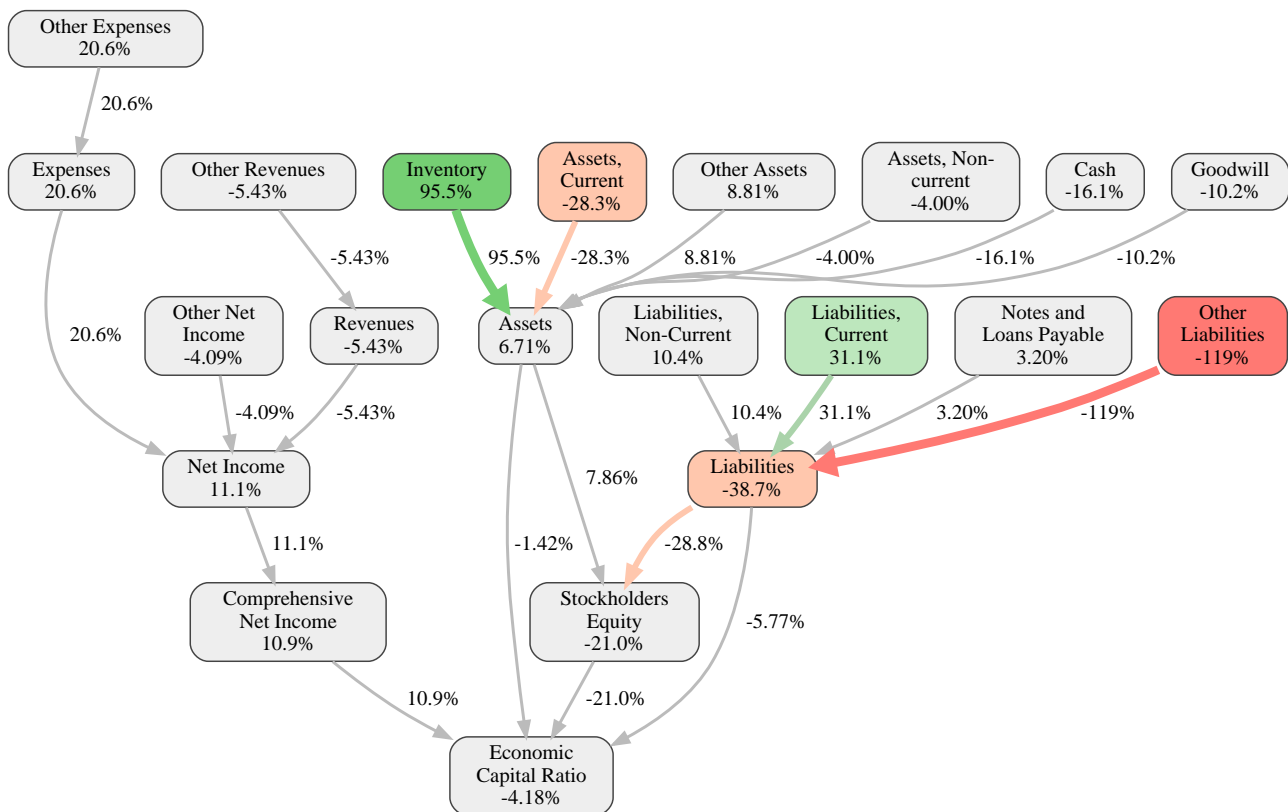 Other Expenses
20.6%
20.6%
Expenses
20.6%
Other Revenues
-5.43%
Inventory
95.5%
Assets,
Current
-28.3%
Other Assets
8.81%
Assets, Non-
current
-4.00%
Cash
-16.1%
Goodwill
-10.2%
-5.43%
95.5%
-28.3%
8.81%
-4.00%
-16.1%
-10.2%
20.6%
Other Net
Income
-4.09%
Revenues
-5.43%
Assets
6.71%
Liabilities,
Non-Current
10.4%
Liabilities,
Current
31.1%
Notes and
Loans Payable
3.20%
Other
Liabilities
-119%
-4.09%
-5.43%
10.4%
31.1%
3.20%
-119%
Net Income
11.1%
7.86%
Liabilities
-38.7%
11.1%
-1.42%
-28.8%
Comprehensive
Net Income
10.9%
Stockholders
Equity
-21.0%
-5.77%
10.9%
-21.0%
Economic
Capital Ratio
-4.18%